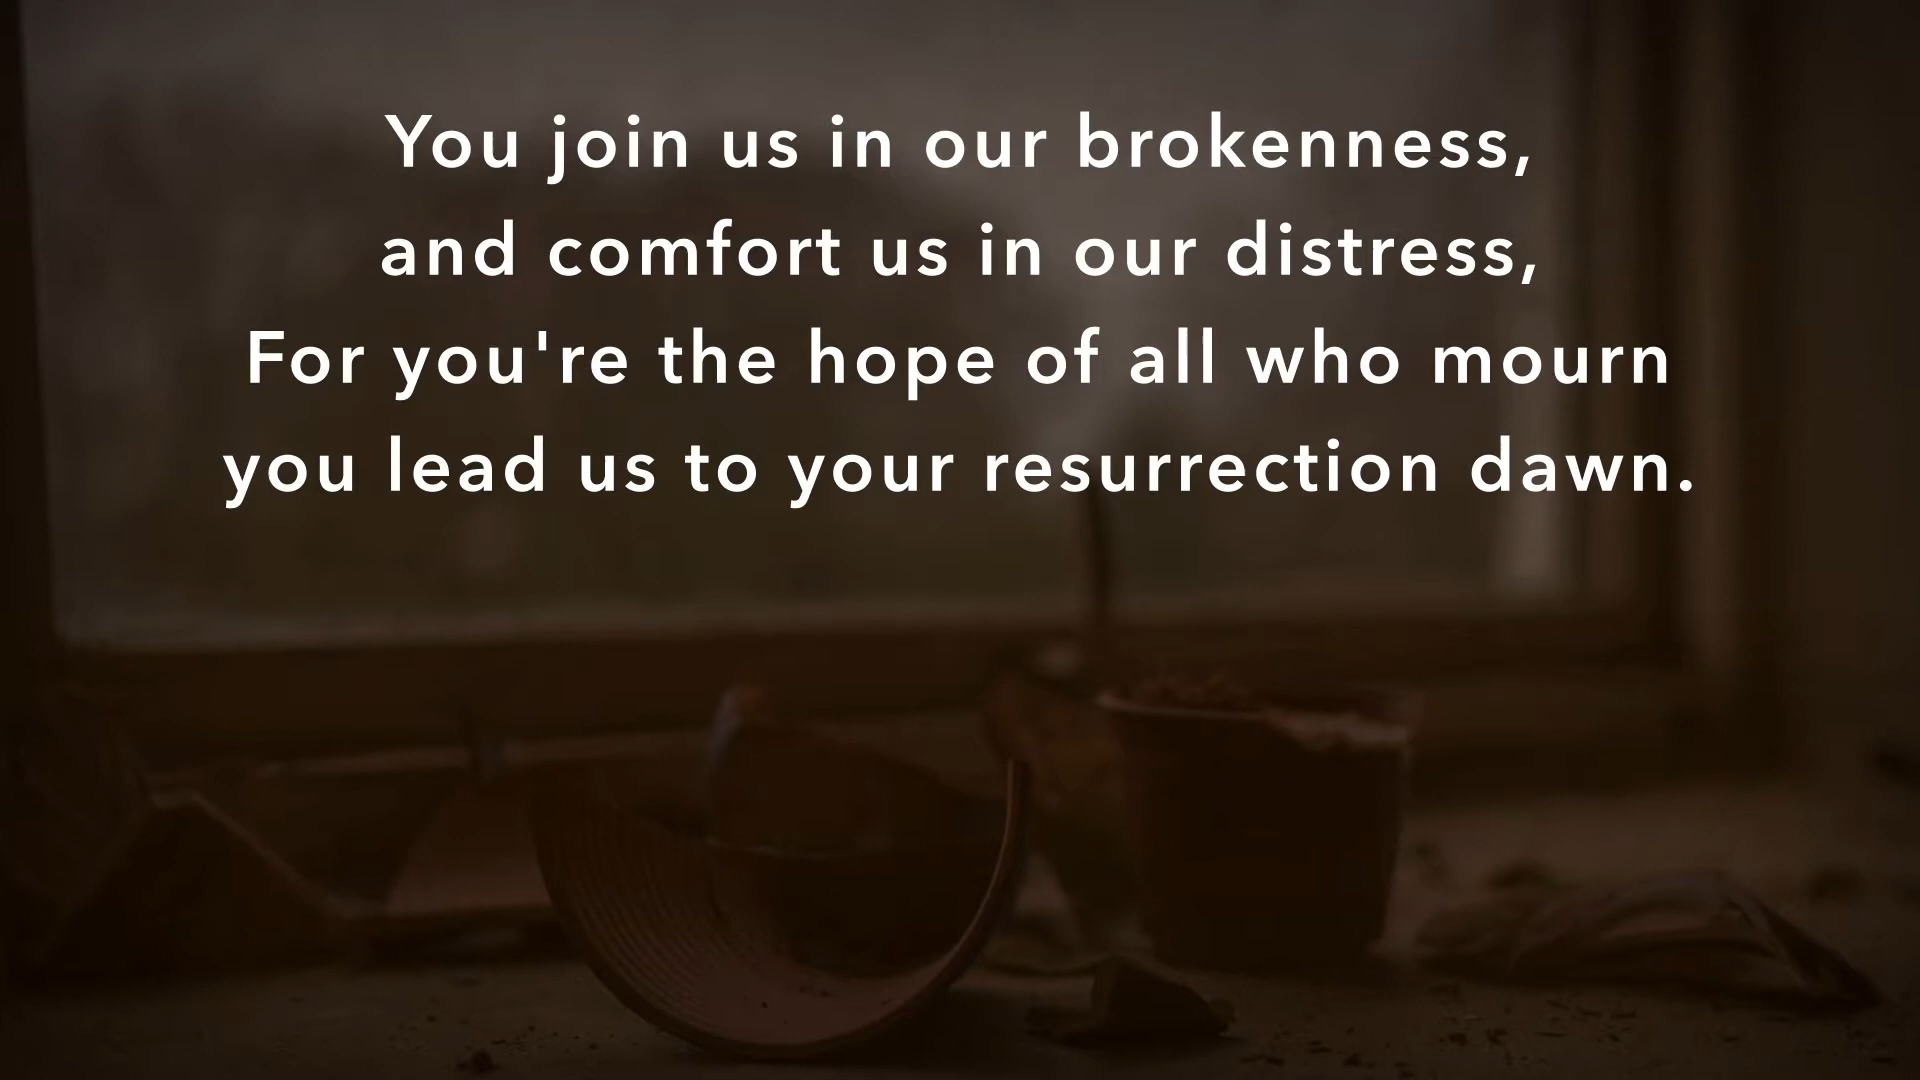 You join us in our brokenness,
and comfort us in our distress,
For you're the hope of all who mourn
you lead us to your resurrection dawn.